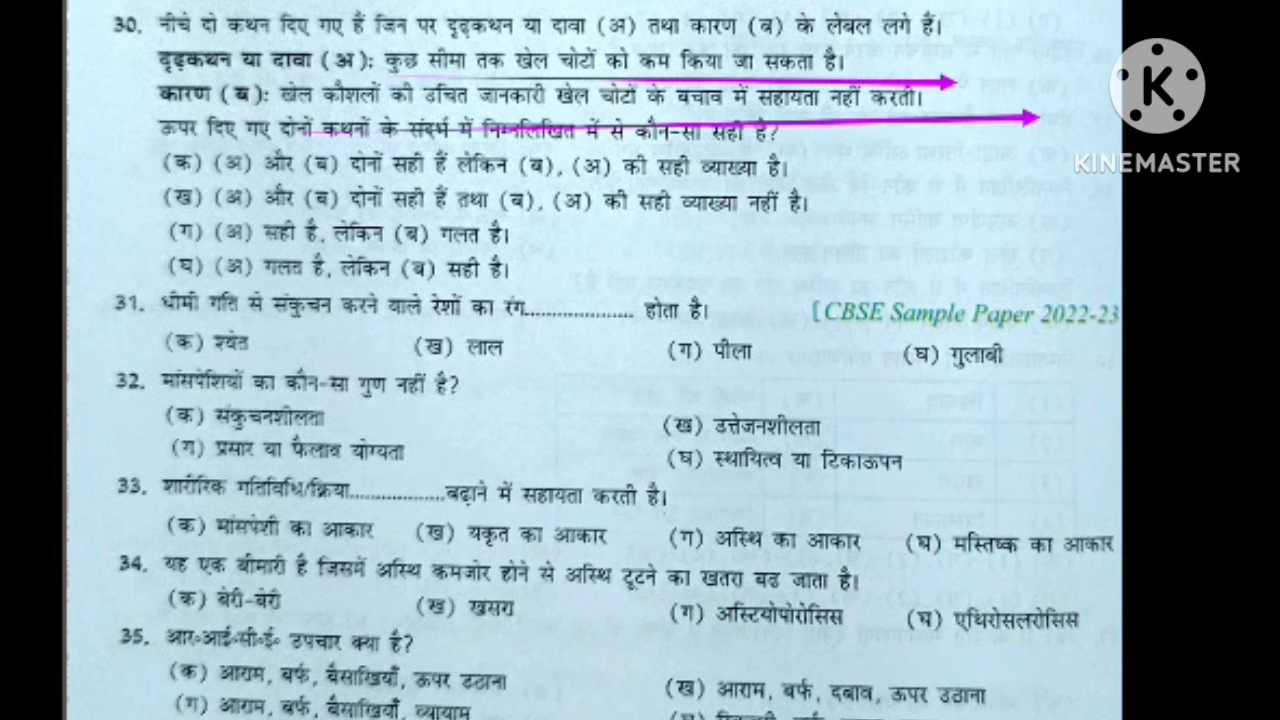 30. नीचे दो कथन दिए गए हैं जिन पर दृढ़कथन या दावा (अ) तथा कारण (ब) के लेबल लगे हैं।
दृढ़कथन या दावा (अ): कुछ सीमा तक खेल चोटों को कम किया जा सकता है।
कारण (ब): खेल कौशलों की उचित जानकारी खेल चोटों के बचाव में सहायता नहीं करती।
ऊपर दिए गए दोनों कथनों के संदर्भ में निम्नलिखित में से कौन-सा सही है?
(क) (अ) और (ब) दोनों सही हैं लेकिन (ब), (अ) की सही व्याख्या है।
(ख) (अ) और (ब) दोनों सही हैं तथा (ब), (अ) की सही व्याख्या नहीं है।
(ग) (अ) सही है, लेकिन (ब) गलत है।
(घ) (अ) गलत है, लेकिन (ब) सही है।
31. धीमी गति से संकुचन करने वाले रेशों का रंग..................... होता है। [CBSE Sample Paper 2022-23
(क) श्वेत (ख) लाल (ग) पीला (घ) गुलाबी
32. मांसपेशियों का कौन-सा गुण नहीं है?
(क) संकुचनशीलता (ख) उत्तेजनशीलता
(ग) प्रसार या फैलाव योग्यता (घ) स्थायित्व या टिकाऊपन
33. शारीरिक गतिविधि/क्रिया..................बढ़ाने में सहायता करती है।
(क) मांसपेशी का आकार (ख) यकृत का आकार (ग) अस्थि का आकार (घ) मस्तिष्क का आकार
34. यह एक बीमारी है जिसमें अस्थि कमजोर होने से अस्थि टूटने का खतरा बढ जाता है।
(क) बेरी-बेरी (ख) खसरा (ग) अस्टियोपोरोसिस (घ) एथिरोसलरोसिस
35. आर॰आई॰सी॰ई॰ उपचार क्या है?
(क) आराम, बर्फ, बैसाखियाँ, ऊपर उठाना (ख) आराम, बर्फ, दबाव, ऊपर उठाना
(ग) आराम, बर्फ, बैसाखियाँ, व्यायाम
K
KINEMASTER